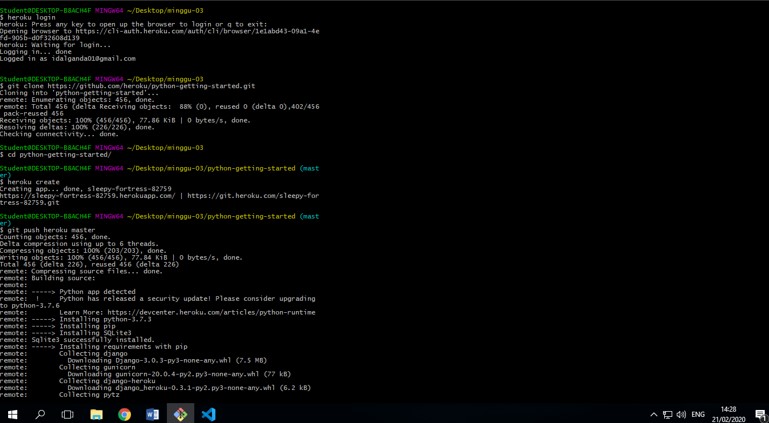 Student@DESKTOP-B8ACH4F MINGW64 ~/Desktop/minggu-03
$ heroku login
heroku: Press any key to open up the browser to login or q to exit:
Opening browser to https://cli-auth.heroku.com/auth/cli/browser/1e1abd43-09a1-4e
fd-905b-d0f32608d139
heroku: Waiting for login...
Logging in... done
Logged in as idalganda01@gmail.com
Student@DESKTOP-B8ACH4F MINGW64 ~/Desktop/minggu-03
$ git clone https://github.com/heroku/python-getting-started.git
Cloning into 'python-getting-started'...
remote: Enumerating objects: 456, done.
remote: Total 456 (delta Receiving objects:  88% (0), reused 0 (delta 0),402/456
 pack-reused 456
Receiving objects: 100% (456/456), 77.86 KiB | 0 bytes/s, done.
Resolving deltas: 100% (226/226), done.
Checking connectivity... done.
Student@DESKTOP-B8ACH4F MINGW64 ~/Desktop/minggu-03
$ cd python-getting-started/
Student@DESKTOP-B8ACH4F MINGW64 ~/Desktop/minggu-03/python-getting-started (mast
er)
$ heroku create
Creating app... done, sleepy-fortress-82759
https://sleepy-fortress-82759.herokuapp.com/ | https://git.heroku.com/sleepy-for
tress-82759.git
Student@DESKTOP-B8ACH4F MINGW64 ~/Desktop/minggu-03/python-getting-started (mast
er)
$ git push heroku master
Counting objects: 456, done.
Delta compression using up to 6 threads.
Compressing objects: 100% (203/203), done.
Writing objects: 100% (456/456), 77.84 KiB | 0 bytes/s, done.
Total 456 (delta 226), reused 456 (delta 226)
remote: Compressing source files... done.
remote: Building source:
remote:
remote: -----> Python app detected
remote:  !     Python has released a security update! Please consider upgrading
to python-3.7.6
remote:        Learn More: https://devcenter.heroku.com/articles/python-runtime
remote: -----> Installing python-3.7.3
remote: -----> Installing pip
remote: -----> Installing SQLite3
remote: Sqlite3 successfully installed.
remote: -----> Installing requirements with pip
remote:        Collecting django
remote:          Downloading Django-3.0.3-py3-none-any.whl (7.5 MB)
remote:        Collecting gunicorn
remote:          Downloading gunicorn-20.0.4-py2.py3-none-any.whl (77 kB)
remote:        Collecting django-heroku
remote:          Downloading django_heroku-0.3.1-py2.py3-none-any.whl (6.2 kB)
remote:        Collecting pytz
ENG
14:28
21/02/2020
1